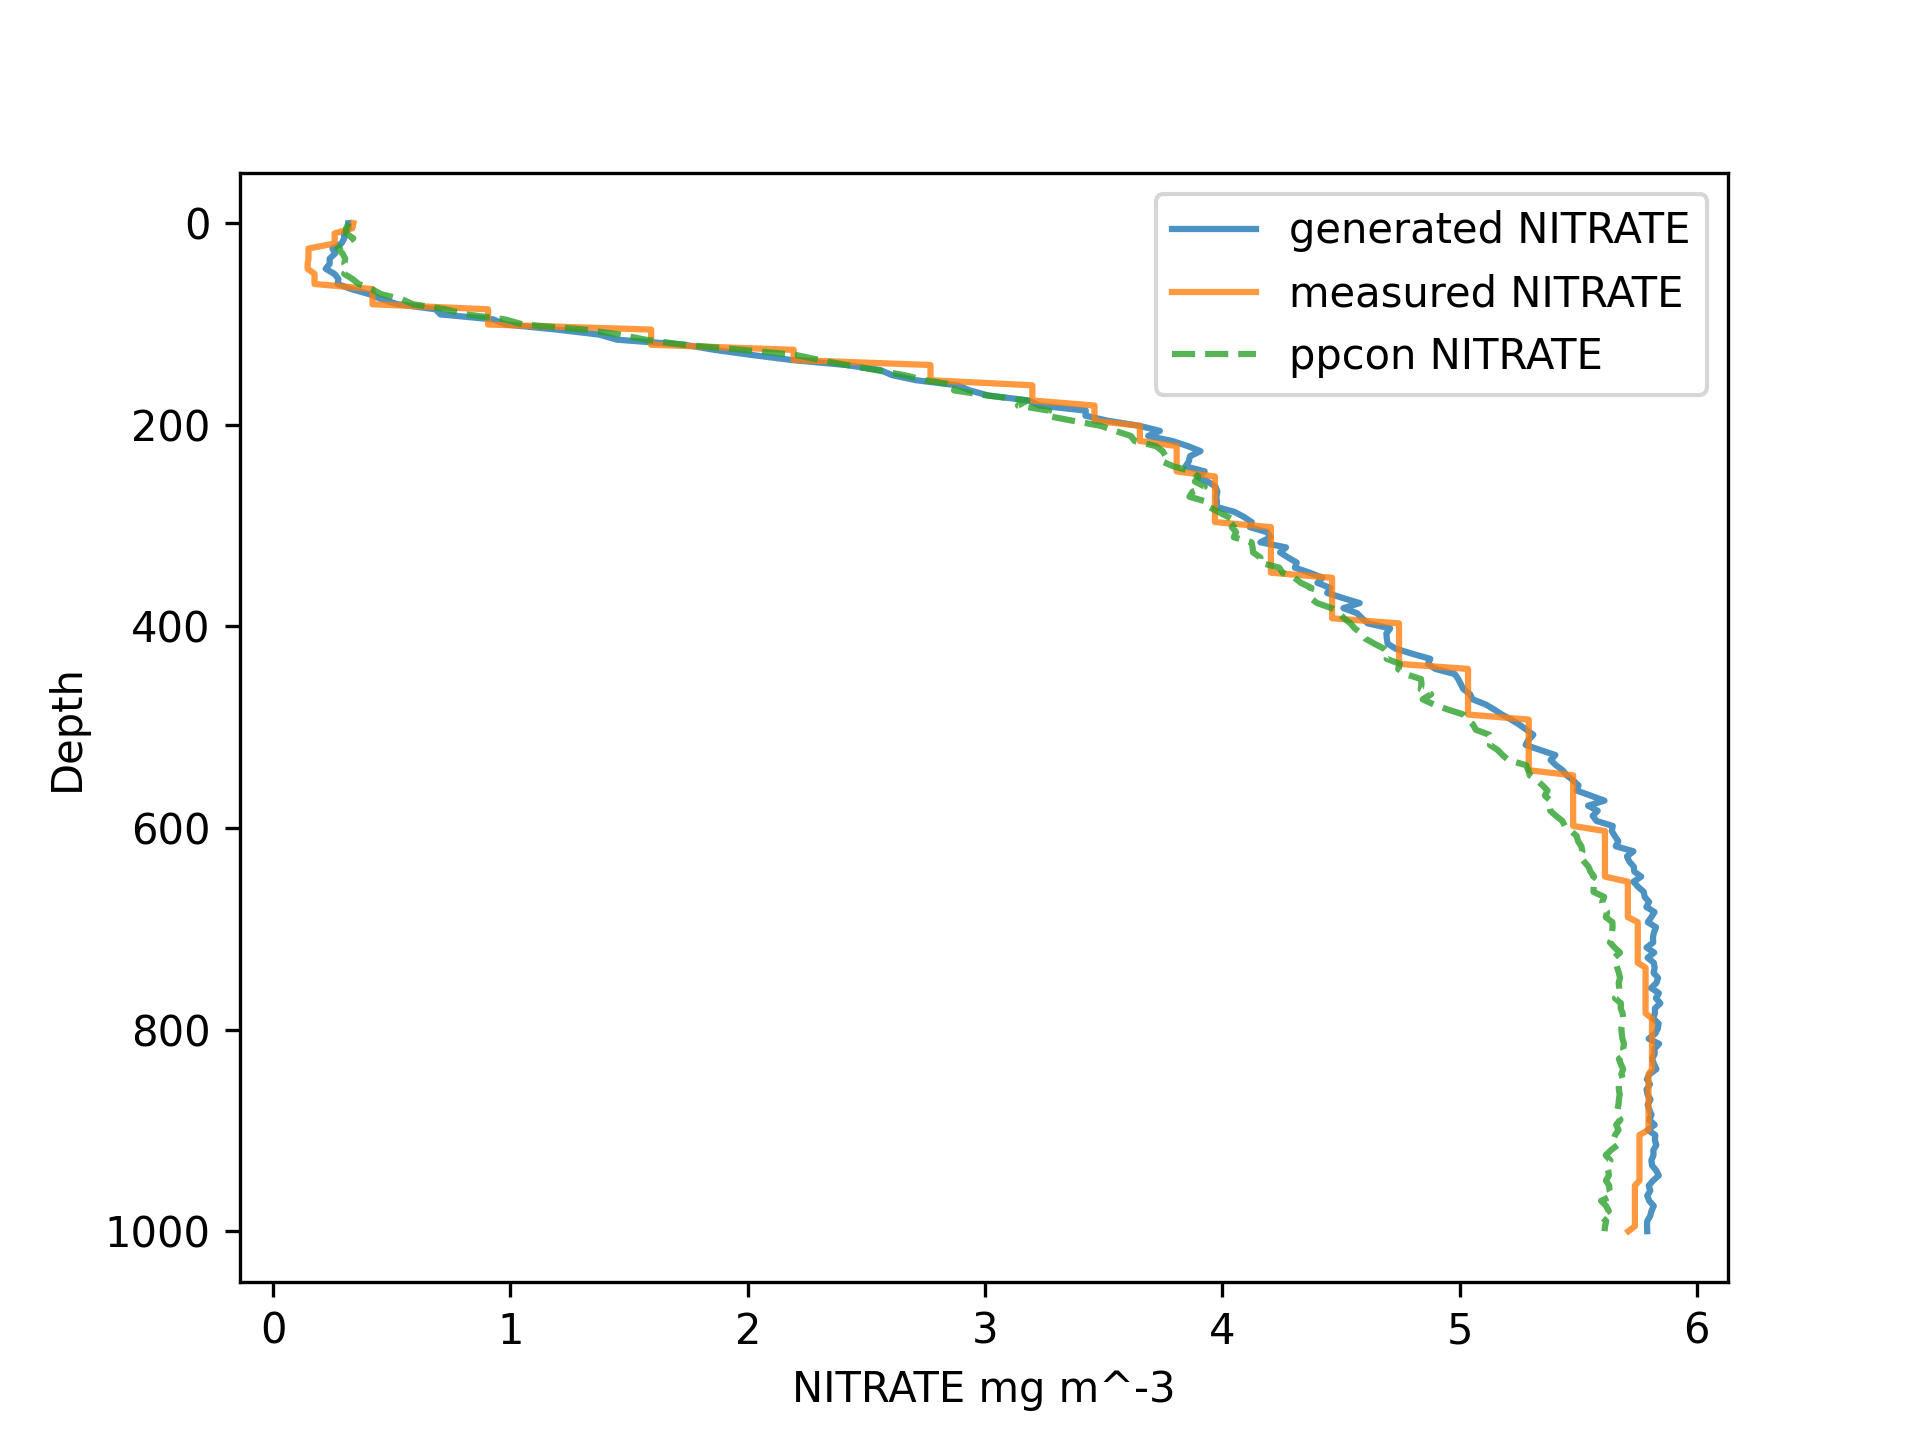 generated NITRATE
measured NITRATE
ppcon NITRATE
0
200
400
600
800
1000
Depth
0 1 2 3 4 5 6
NITRATE mg m^-3